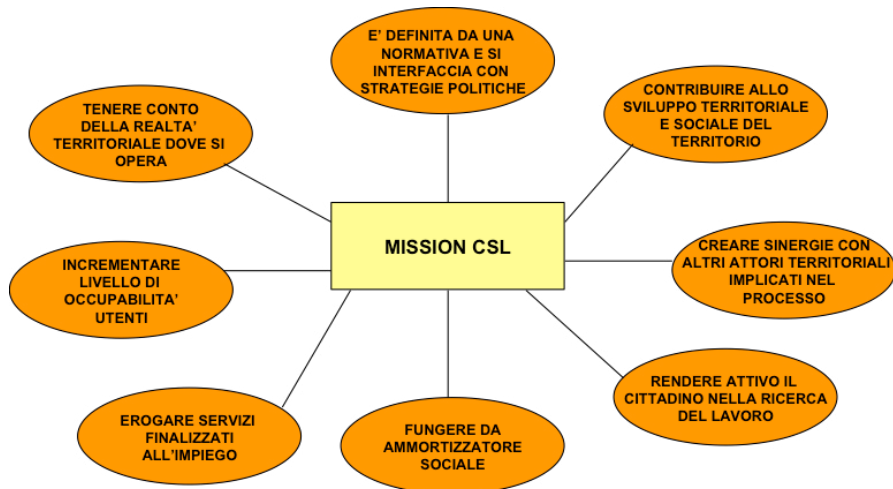 E' DEFINITA DA UNA
NORMATIVA E SI
INTERFACCIA CON
STRATEGIE POLITICHE
TENERE CONTO
DELLA REALTA'
TERRITORIALE DOVE SI
OPERA
CONTRIBUIRE ALLO
SVILUPPO TERRITORIALE
E SOCIALE DEL
TERRITORIO
MISSION CSL
INCREMENTARE
LIVELLO DI
OCCUPABILITA'
UTENTI
CREARE SINERGIE CON
ALTRI ATTORI TERRITORIALI
IMPLICATI NEL
PROCESSO
EROGARE SERVIZI
FINALIZZATI
ALL'IMPIEGO
FUNGERE DA
AMMORTIZZATORE
SOCIALE
RENDERE ATTIVO IL
CITTADINO NELLA RICERCA
DEL LAVORO